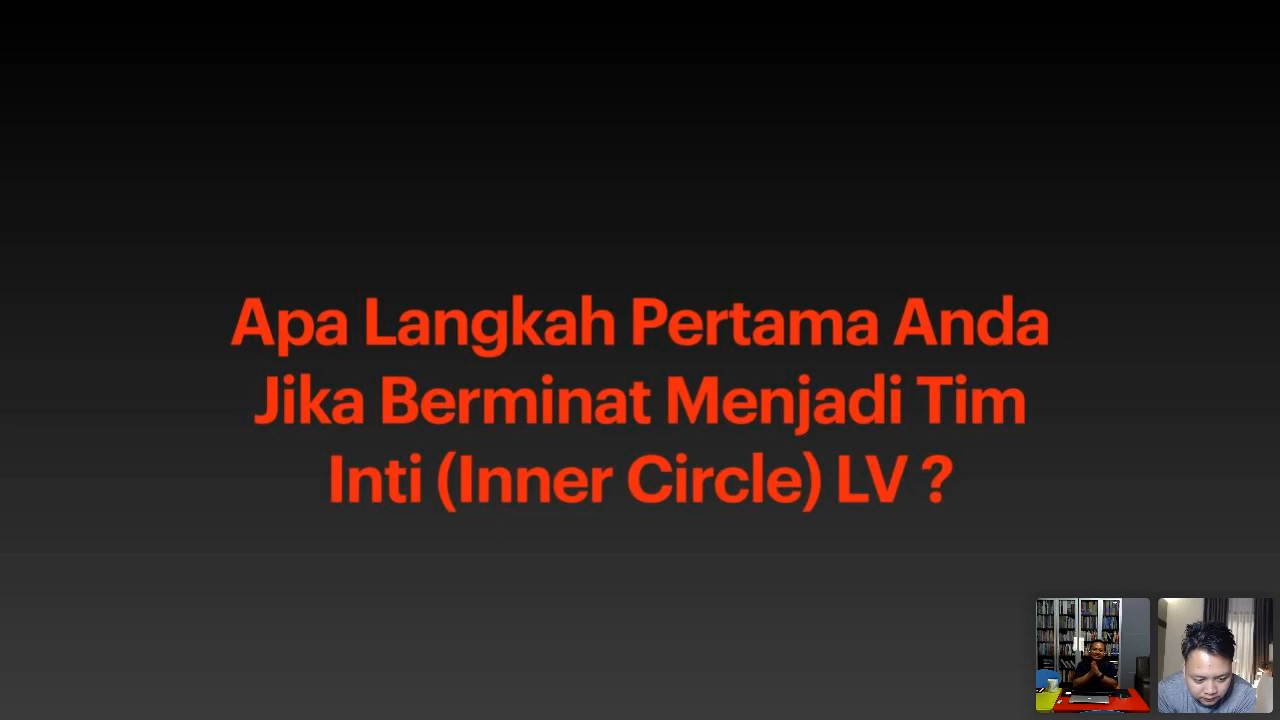 Apa Langkah Pertama Anda
Jika Berminat Menjadi Tim
Inti (Inner Circle) LV ?